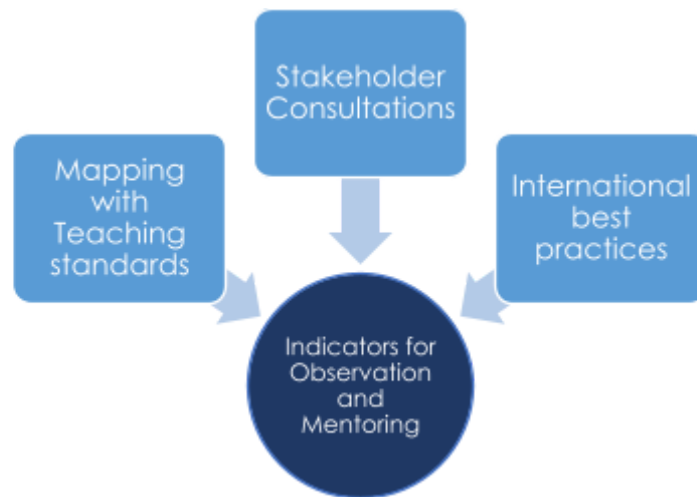 Stakeholder
Consultations
Mapping
with
Teaching
standards
International
best
practices
Indicators for
Observation
and
Mentoring